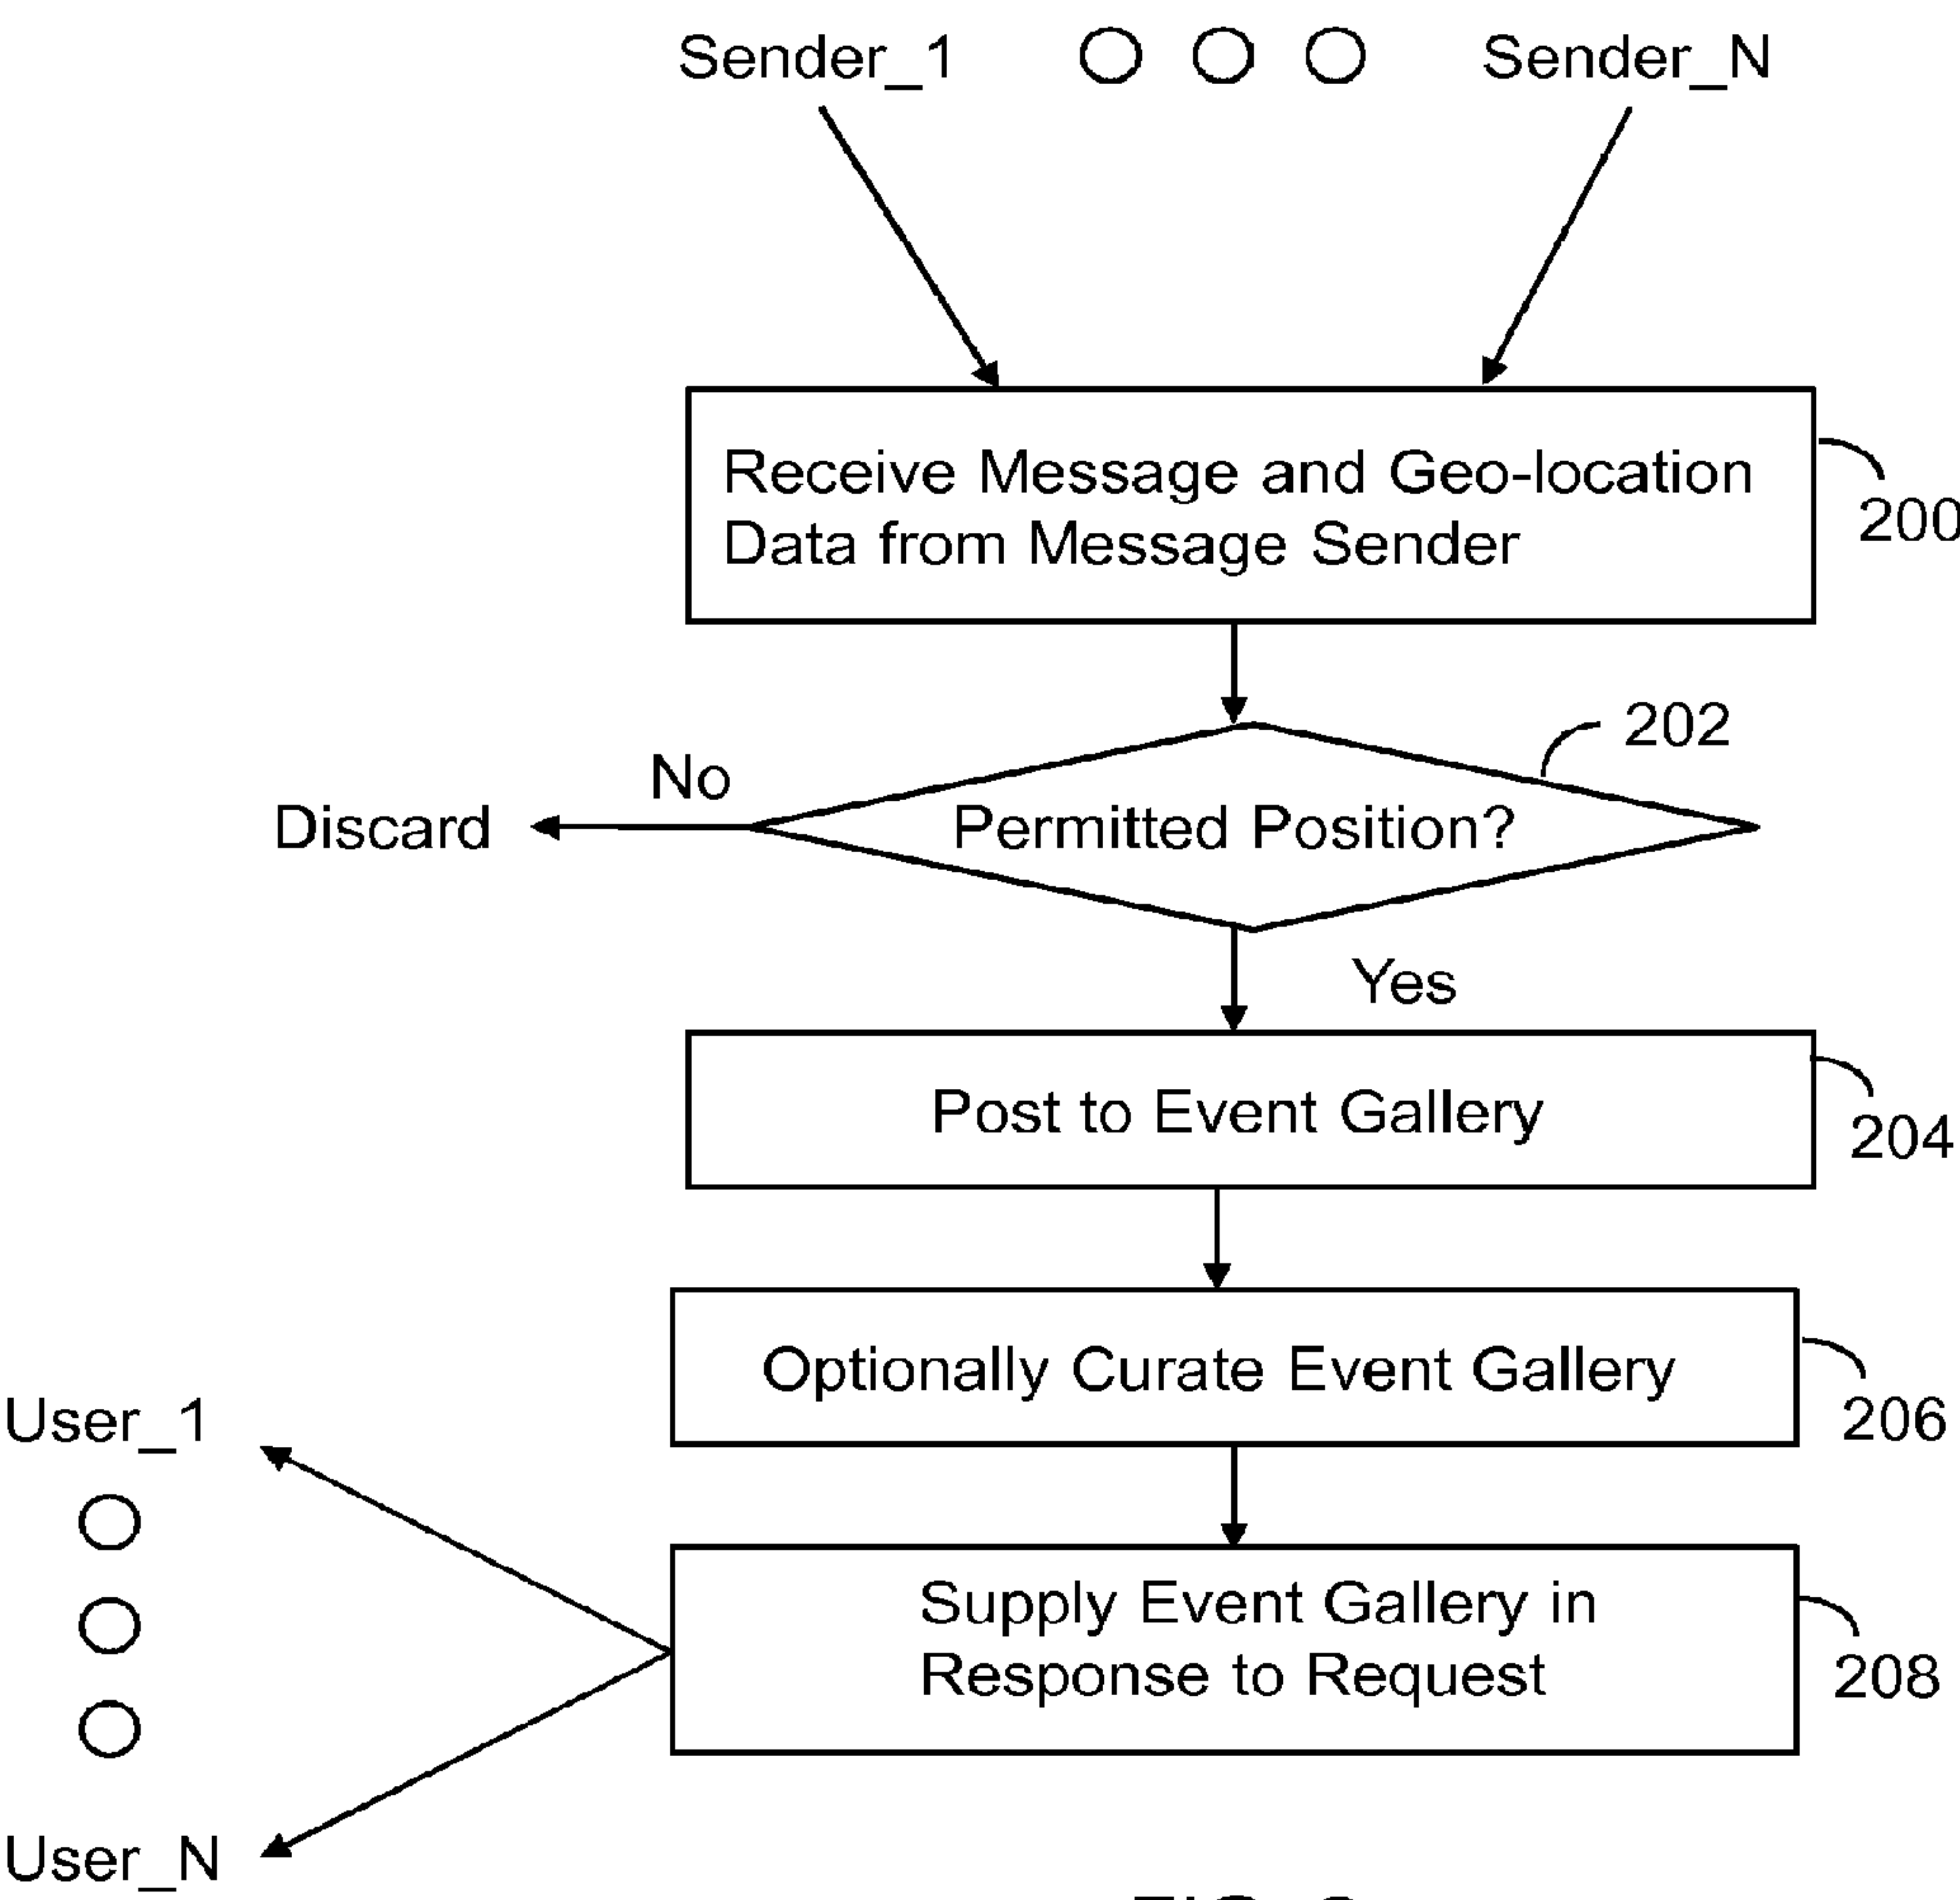 Sender_1 Sender_N
Receive Message and Geo-location
Data from Message Sender
200
202
No
Discard
Permitted Position?
Yes
Post to Event Gallery
204
Optionally Curate Event Gallery
206
User_1
Supply Event Gallery in
Response to Request
208
User_N